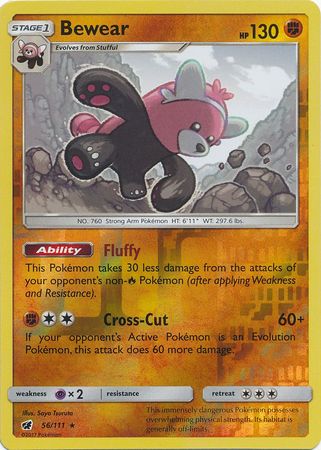 STAGE1 Bewear HP 130
Evolves from Stufful
NO. 760 Strong Arm Pokémon HT: 6'11" WT: 297.6 lbs.
Ability Fluffy
This Pokémon takes 30 less damage from the attacks
of your opponent's non- Pokémon (after applying Weakness
and Resistance).
Cross-Cut 60+
If your opponent's Active Pokémon is an Evolution
Pokémon, this attack does 60 more damage.
weakness ×2 resistance retreat
Illus. Saya Tsuruta
56/111 ★
©2017 Pokémon
This immensely dangerous Pokémon possesses
overwhelming physical strength. Its habitat is
generally off-limits.